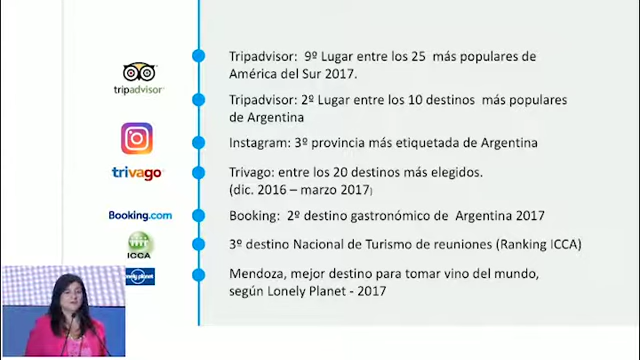 Tripadvisor: 9º Lugar entre los 25 más populares de
América del Sur 2017.
tripadvisor
Tripadvisor: 2º Lugar entre los 10 destinos más populares
de Argentina
Instagram: 3º provincia más etiquetada de Argentina
trivago
Trivago: entre los 20 destinos más elegidos.
(dic. 2016 – marzo 2017)
Booking.com
Booking: 2º destino gastronómico de Argentina 2017
ICCA
3º destino Nacional de Turismo de reuniones (Ranking ICCA)
lonely planet
Mendoza, mejor destino para tomar vino del mundo,
según Lonely Planet - 2017